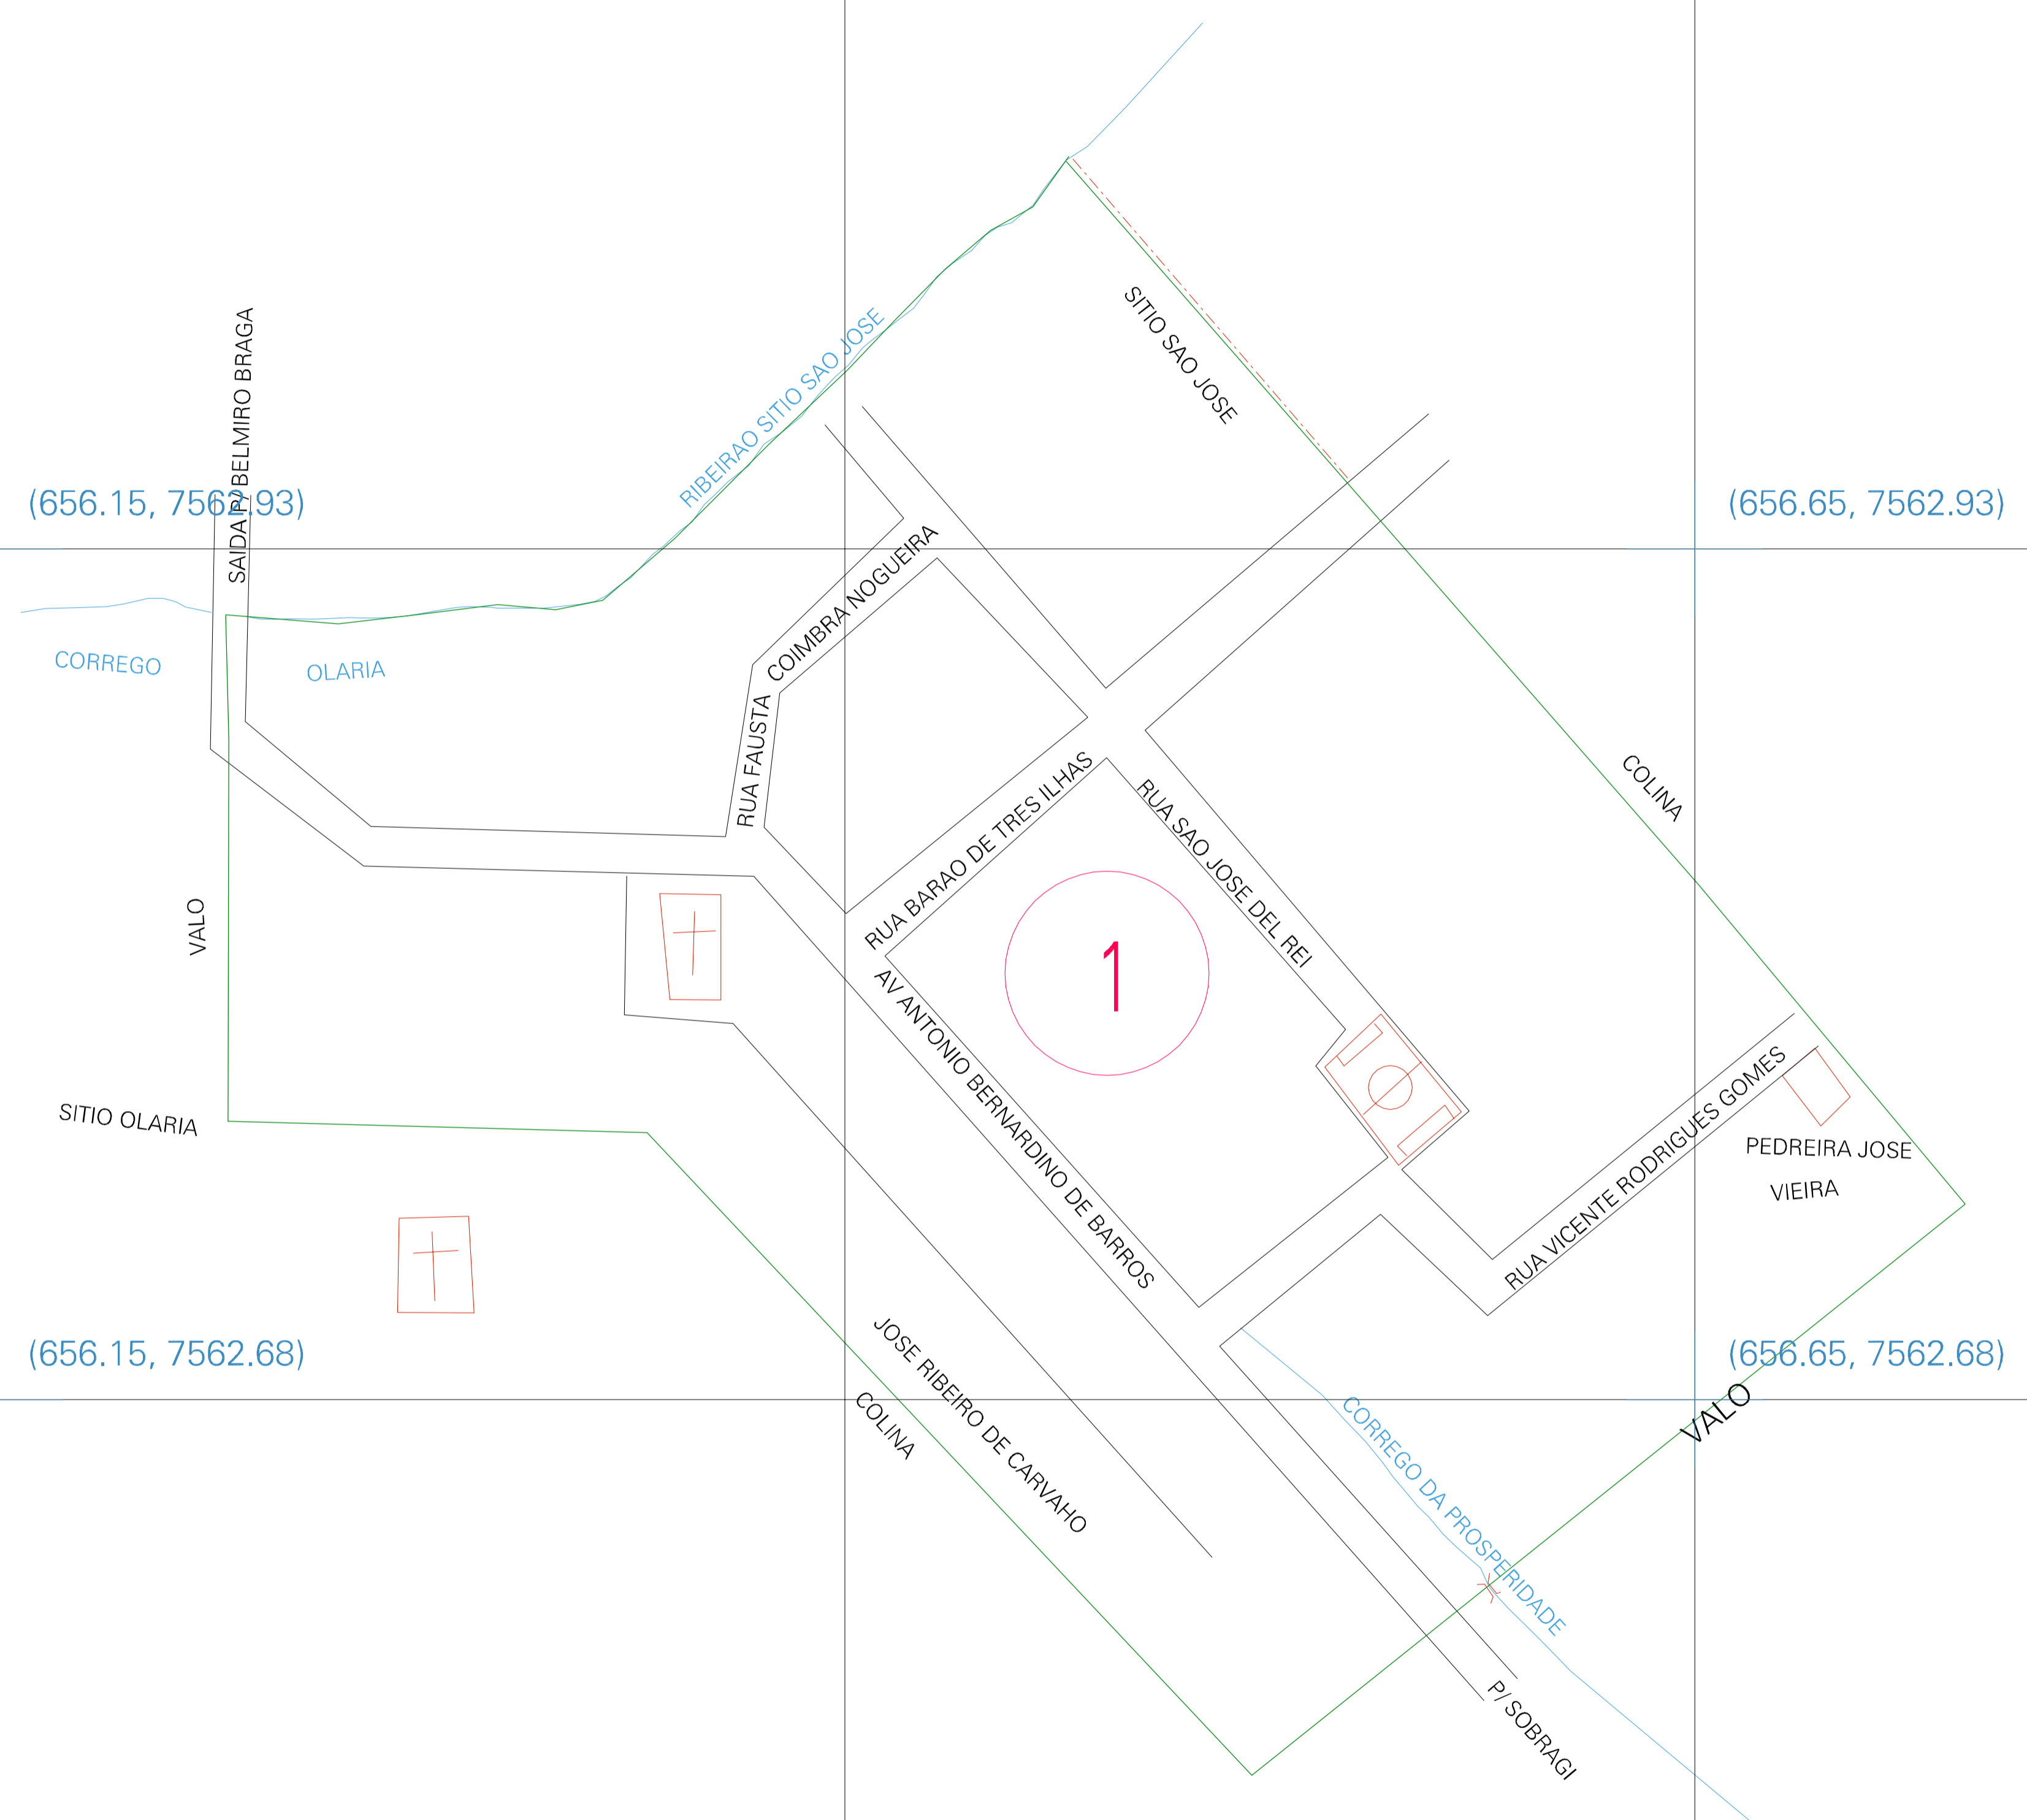 SITIO SAO JOSE
RIBEIRAO SITIO SAO JOSE
SAIDA P/ BELMIRO BRAGA
(656.15, 7562.93)
(656.65, 7562.93)
CORREGO
OLARIA
RUA FAUSTA COIMBRA NOGUEIRA
RUA BARAO DE TRES ILHAS
RUA SAO JOSE DEL REI
COLINA
VALO
1
AV ANTONIO BERNARDINO DE BARROS
SITIO OLARIA
RUA VICENTE RODRIGUES GOMES
PEDREIRA JOSE
VIEIRA
(656.15, 7562.68)
(656.65, 7562.68)
JOSE RIBEIRO DE CARVAHO
COLINA
VALO
CORREGO DA PROSPERIDADE
P/ SOBRAGI